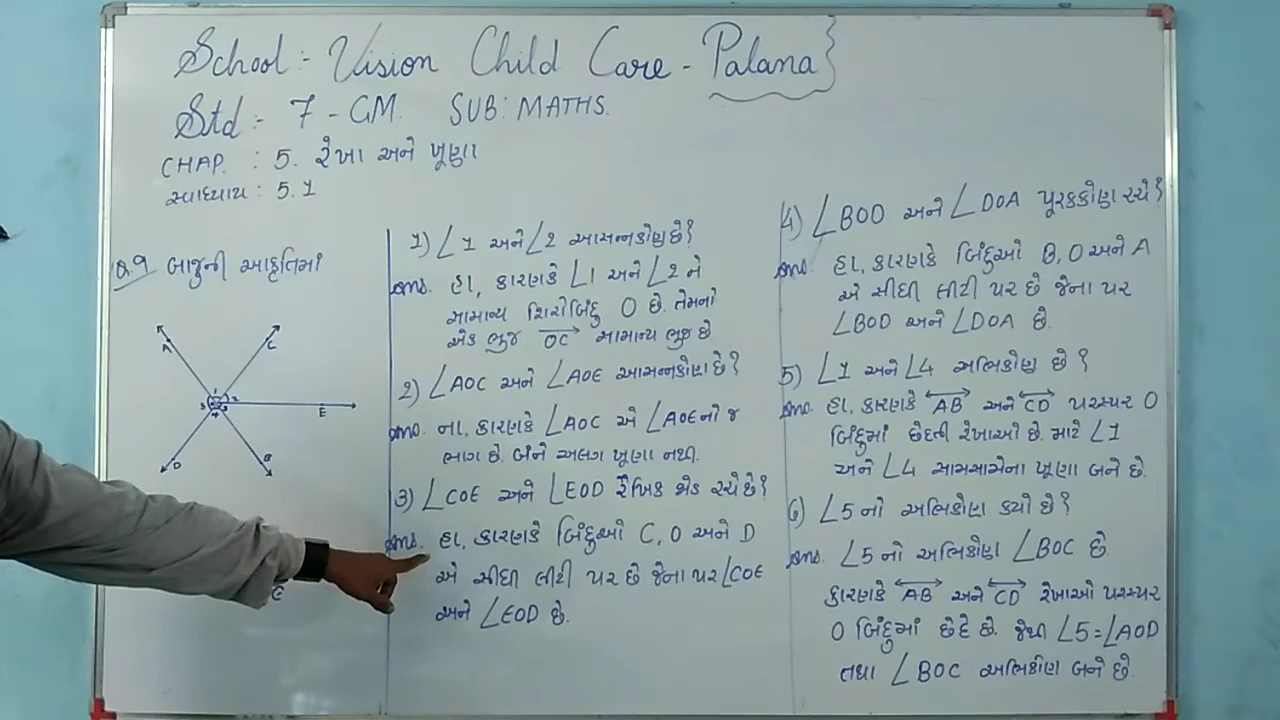 School:- Vision Child Care - Palana
Std:- 7 - GM. SUB: MATHS.
CHAP. : 5. રેખા અને ખૂણા
સ્વાધ્યાય : 5.1
Q.9 બાજુની આકૃતિમાં
A
C
E
D
B
1) ∠1 અને ∠2 આસન્નકોણ છે?
Ans. હા, કારણકે ∠1 અને ∠2 ને
સામાન્ય શિરોબિંદુ O છે. તેમનો
એક ભુજ OC સામાન્ય ભુજ છે
2) ∠AOC અને ∠AOE આસન્નકોણ છે?
Ans. ના, કારણકે ∠AOC એ ∠AOE નો જ
ભાગ છે. બંને અલગ ખૂણા નથી.
3) ∠COE અને ∠EOD રૈખિક જોડ રચે છે?
Ans. હા, કારણકે બિંદુઓ C, O અને D
એ સીધી લીટી પર છે જેના પર ∠COE
અને ∠EOD છે.
4) ∠BOD અને ∠DOA પૂરકકોણ રચે?
Ans. હા, કારણકે બિંદુઓ B, O અને A
એ સીધી લીટી પર છે જેના પર
∠BOD અને ∠DOA છે.
5) ∠1 અને ∠4 અભિકોણ છે?
Ans. હા, કારણકે AB અને CD પરસ્પર O
બિંદુમાં છેદતી રેખાઓ છે. માટે ∠1
અને ∠4 સામસામેના ખૂણા બને છે.
6) ∠5 નો અભિકોણ કયો છે?
Ans. ∠5 નો અભિકોણ ∠BOC છે
કારણકે AB અને CD રેખાઓ પરસ્પર
O બિંદુમાં છેદે છે. જેથી ∠5 = ∠AOD
તથા ∠BOC અભિકોણ બને છે.